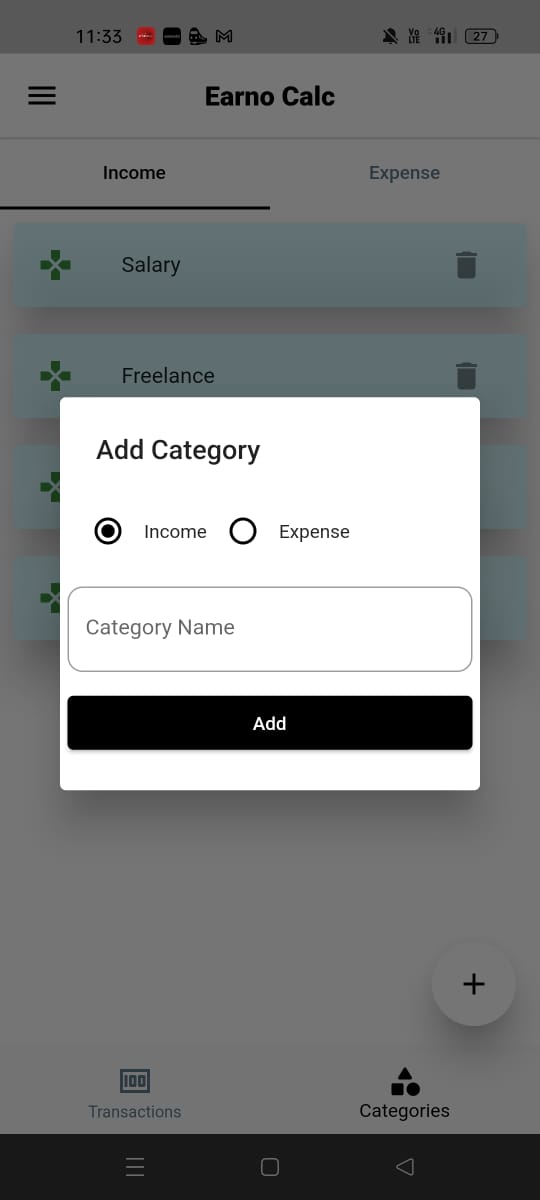 11:33 Vo LTE 4G 27
Earno Calc
Income Expense
Salary
Freelance
Add Category
Income Expense
Category Name
Add
+
100
Transactions Categories